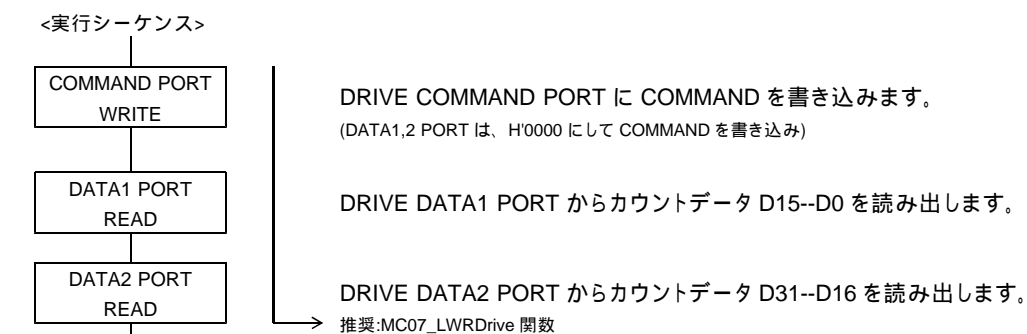 <実行シーケンス>
COMMAND PORT
WRITE
DRIVE COMMAND PORT に COMMAND を書き込みます。
(DATA1,2 PORT は、H'0000 にして COMMAND を書き込み)
DATA1 PORT
READ
DRIVE DATA1 PORT からカウントデータ D15--D0 を読み出します。
DATA2 PORT
READ
DRIVE DATA2 PORT からカウントデータ D31--D16 を読み出します。
推奨:MC07_LWRDrive 関数